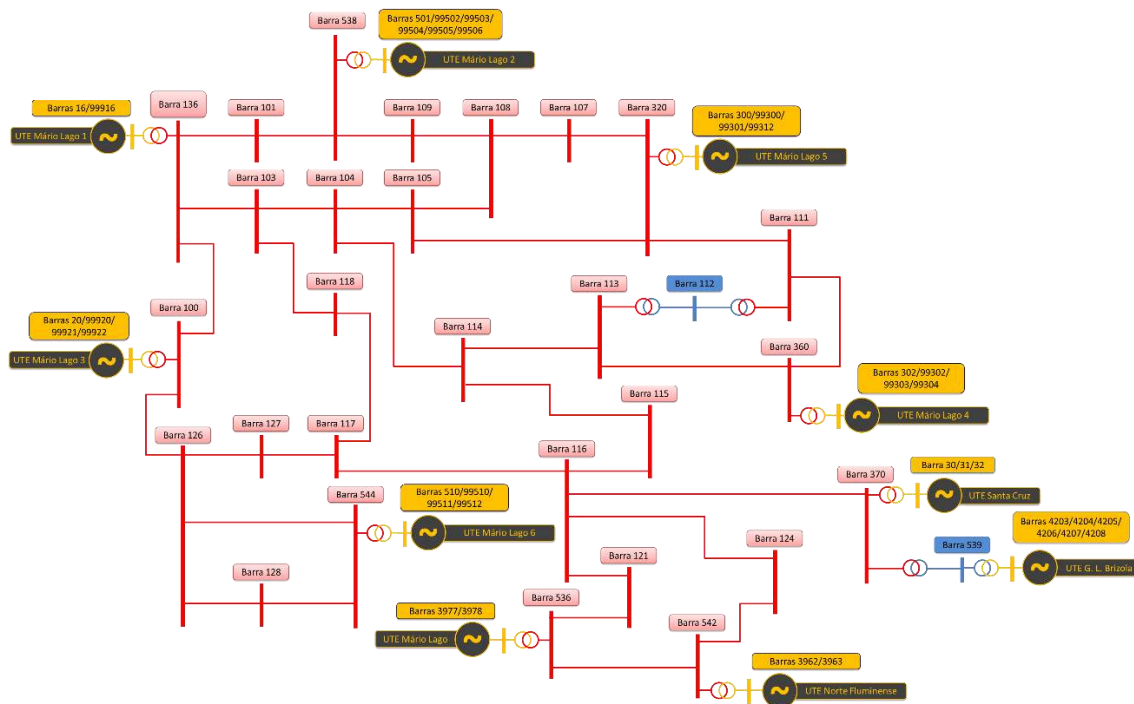 Barra 538
Barras 501/99502/99503/
99504/99505/99506
UTE Mário Lago 2
Barras 16/99916
UTE Mário Lago 1
Barra 136
Barra 101
Barra 109
Barra 108
Barra 107
Barra 320
Barras 300/99300/
99301/99312
UTE Mário Lago 5
Barra 103
Barra 104
Barra 105
Barra 111
Barra 118
Barra 113
Barra 112
Barra 100
Barras 20/99920/
99921/99922
UTE Mário Lago 3
Barra 114
Barra 360
Barras 302/99302/
99303/99304
UTE Mário Lago 4
Barra 115
Barra 126
Barra 127
Barra 117
Barra 116
Barra 370
Barra 30/31/32
UTE Santa Cruz
Barra 544
Barras 510/99510/
99511/99512
UTE Mário Lago 6
Barras 4203/4204/4205/
4206/4207/4208
Barra 539
UTE G. L. Brizola
Barra 124
Barra 121
Barra 128
Barra 536
Barras 3977/3978
UTE Mário Lago
Barra 542
Barras 3962/3963
UTE Norte Fluminense